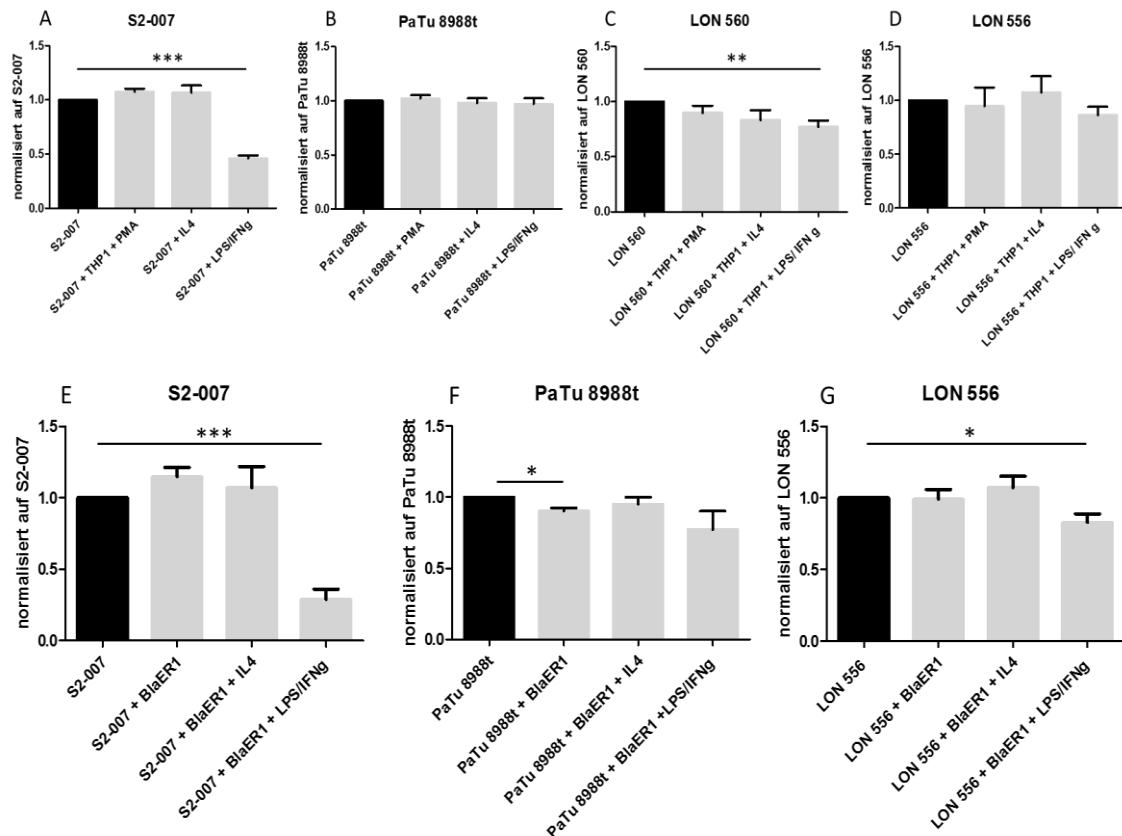 A
S2-007
***
normalisiert auf S2-007
1.5
1.0
0.5
0.0
S2-007
S2-007 + THP1 + PMA
S2-007 + IL4
S2-007 + LPS/IFNg
B
PaTu 8988t
normalisiert auf PaTu 8988t
1.5
1.0
0.5
0.0
PaTu 8988t
PaTu 8988t + PMA
PaTu 8988t + IL4
PaTu 8988t + LPS/IFNg
C
LON 560
**
normalisiert auf LON 560
1.5
1.0
0.5
0.0
LON 560
LON 560 + THP1 + PMA
LON 560 + THP1 + IL4
LON 560 + THP1 + LPS/ IFN g
D
LON 556
normalisiert auf LON 556
1.5
1.0
0.5
0.0
LON 556
LON 556 + THP1 + PMA
LON 556 + THP1 + IL4
LON 556 + THP1 + LPS/ IFN g
E
S2-007
***
normalisiert auf S2-007
1.5
1.0
0.5
0.0
S2-007
S2-007 + BlaER1
S2-007 + BlaER1 + IL4
S2-007 + BlaER1 + LPS/IFNg
F
PaTu 8988t
*
normalisiert auf PaTu 8988t
1.5
1.0
0.5
0.0
PaTu 8988t
PaTu 8988t + BlaER1
PaTu 8988t + BlaER1 + IL4
PaTu 8988t + BlaER1 +LPS/IFNg
G
LON 556
*
normalisiert auf LON 556
1.5
1.0
0.5
0.0
LON 556
LON 556 + BlaER1
LON 556 + BlaER1 + IL4
LON 556 + BlaER1 + LPS/IFNg